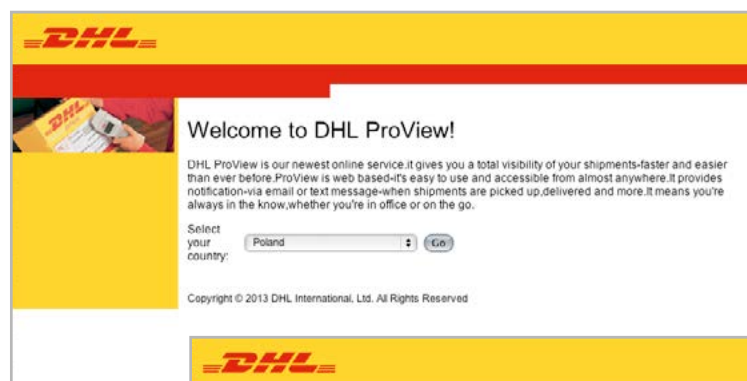 DHL
DHL
Welcome to DHL ProView!
DHL ProView is our newest online service.it gives you a total visibility of your shipments-faster and easier
than ever before.ProView is web based-it's easy to use and accessible from almost anywhere.It provides
notification-via email or text message-when shipments are picked up,delivered and more.It means you're
always in the know,whether you're in office or on the go.
Select
your
country:
Poland
Go
Copyright © 2013 DHL International, Ltd. All Rights Reserved
DHL